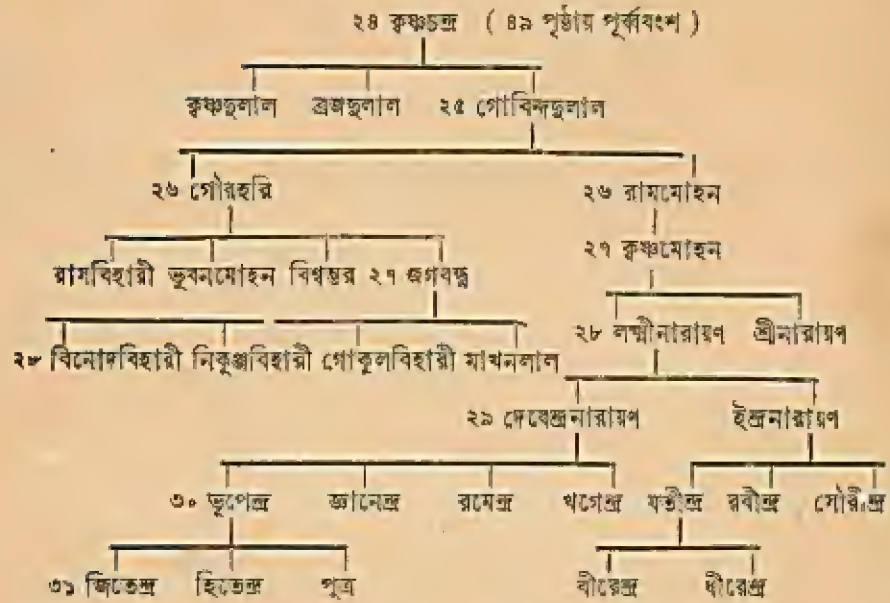 ২৪ কৃষ্ণচন্দ্র ( ৪৯ পৃষ্ঠায় পূর্ব্ববংশ )
কৃষ্ণদুলাল ব্রজদুলাল ২৫ গোবিন্দদুলাল
২৬ গৌরহরি ২৬ রামমোহন
২৭ কৃষ্ণমোহন
রাসবিহারী ভূবনমোহন বিশ্বম্ভর ২৭ জগবন্ধু
২৮ লক্ষ্মীনারায়ণ শ্রীনারায়ণ
২৮ বিনোদবিহারী নিকুঞ্জবিহারী গোকুলবিহারী মাখনলাল
২৯ দেবেন্দ্রনারায়ণ ইন্দ্রনারায়ণ
৩০ ভূপেন্দ্র জ্ঞানেন্দ্র রমেন্দ্র খগেন্দ্র যতীন্দ্র রবীন্দ্র সৌরীন্দ্র
৩১ জিতেন্দ্র হিতেন্দ্র পুত্র বীরেন্দ্র ধীরেন্দ্র